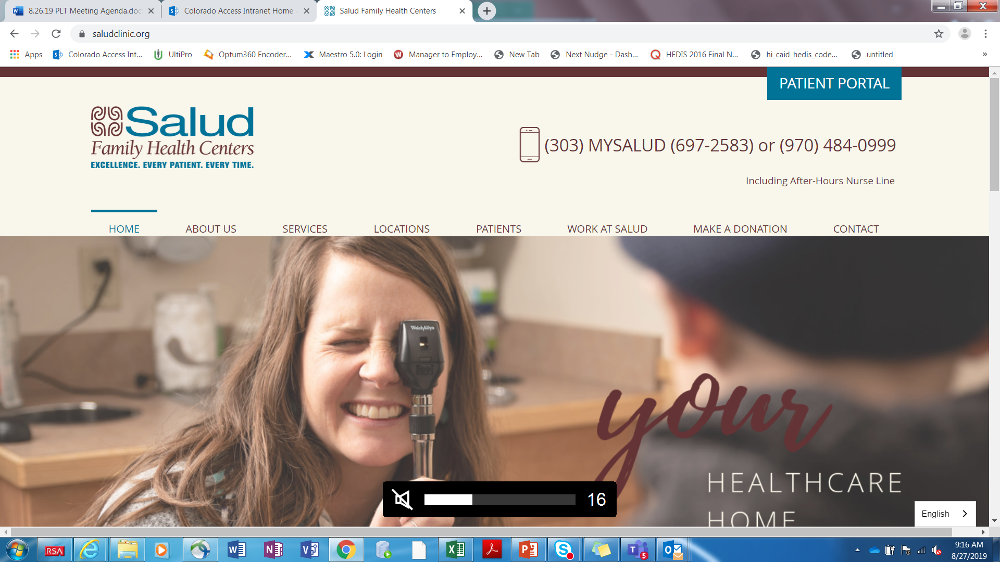 8.26.19 PLT Meeting Agenda.doc
Colorado Access Intranet Home -
Salud Family Health Centers
saludclinic.org
Apps
Colorado Access Int...
UltiPro
Optum360 Encoder...
Maestro 5.0: Login
Manager to Employ...
New Tab
Next Nudge - Dash...
HEDIS 2016 Final N...
hi_caid_hedis_code...
untitled
»
PATIENT PORTAL
Salud
Family Health Centers
EXCELLENCE. EVERY PATIENT. EVERY TIME.
(303) MYSALUD (697-2583) or (970) 484-0999
Including After-Hours Nurse Line
HOME
ABOUT US
SERVICES
LOCATIONS
PATIENTS
WORK AT SALUD
MAKE A DONATION
CONTACT
WelchAllyn
your
HEALTHCARE
HOME
16
English
RSA
5
9:16 AM
8/27/2019